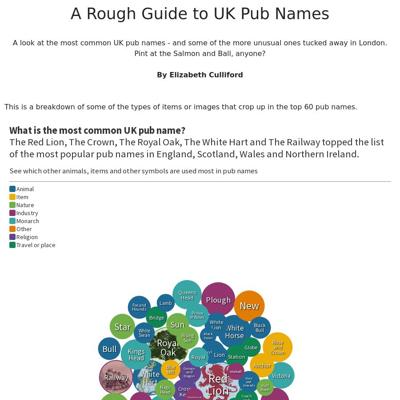 A Rough Guide to UK Pub Names
A look at the most common UK pub names - and some of the more unusual ones tucked away in London.
Pint at the Salmon and Ball, anyone?
By Elizabeth Culliford
This is a breakdown of some of the types of items or images that crop up in the top 60 pub names.
What is the most common UK pub name?
The Red Lion, The Crown, The Royal Oak, The White Hart and The Railway topped the
list of the most popular pub names in England, Scotland, Wales and Northern Ireland.
See which other animals, items and other symbols are used most in pub names
Animal
Item
Nature
Industry
Monarch
Other
Religion
Travel or place
Queens
Head
Plough
New
Lamb
Bridge
Star
Sun
White
Swan
White
Lion
White
Horse
Black
Bull
Bull
Kings
Head
Royal
Oak
Royal
Lion
Station
Globe
Rose
and
Crown
Anchor
Victoria
Railway
White
Hart
Red
Lion